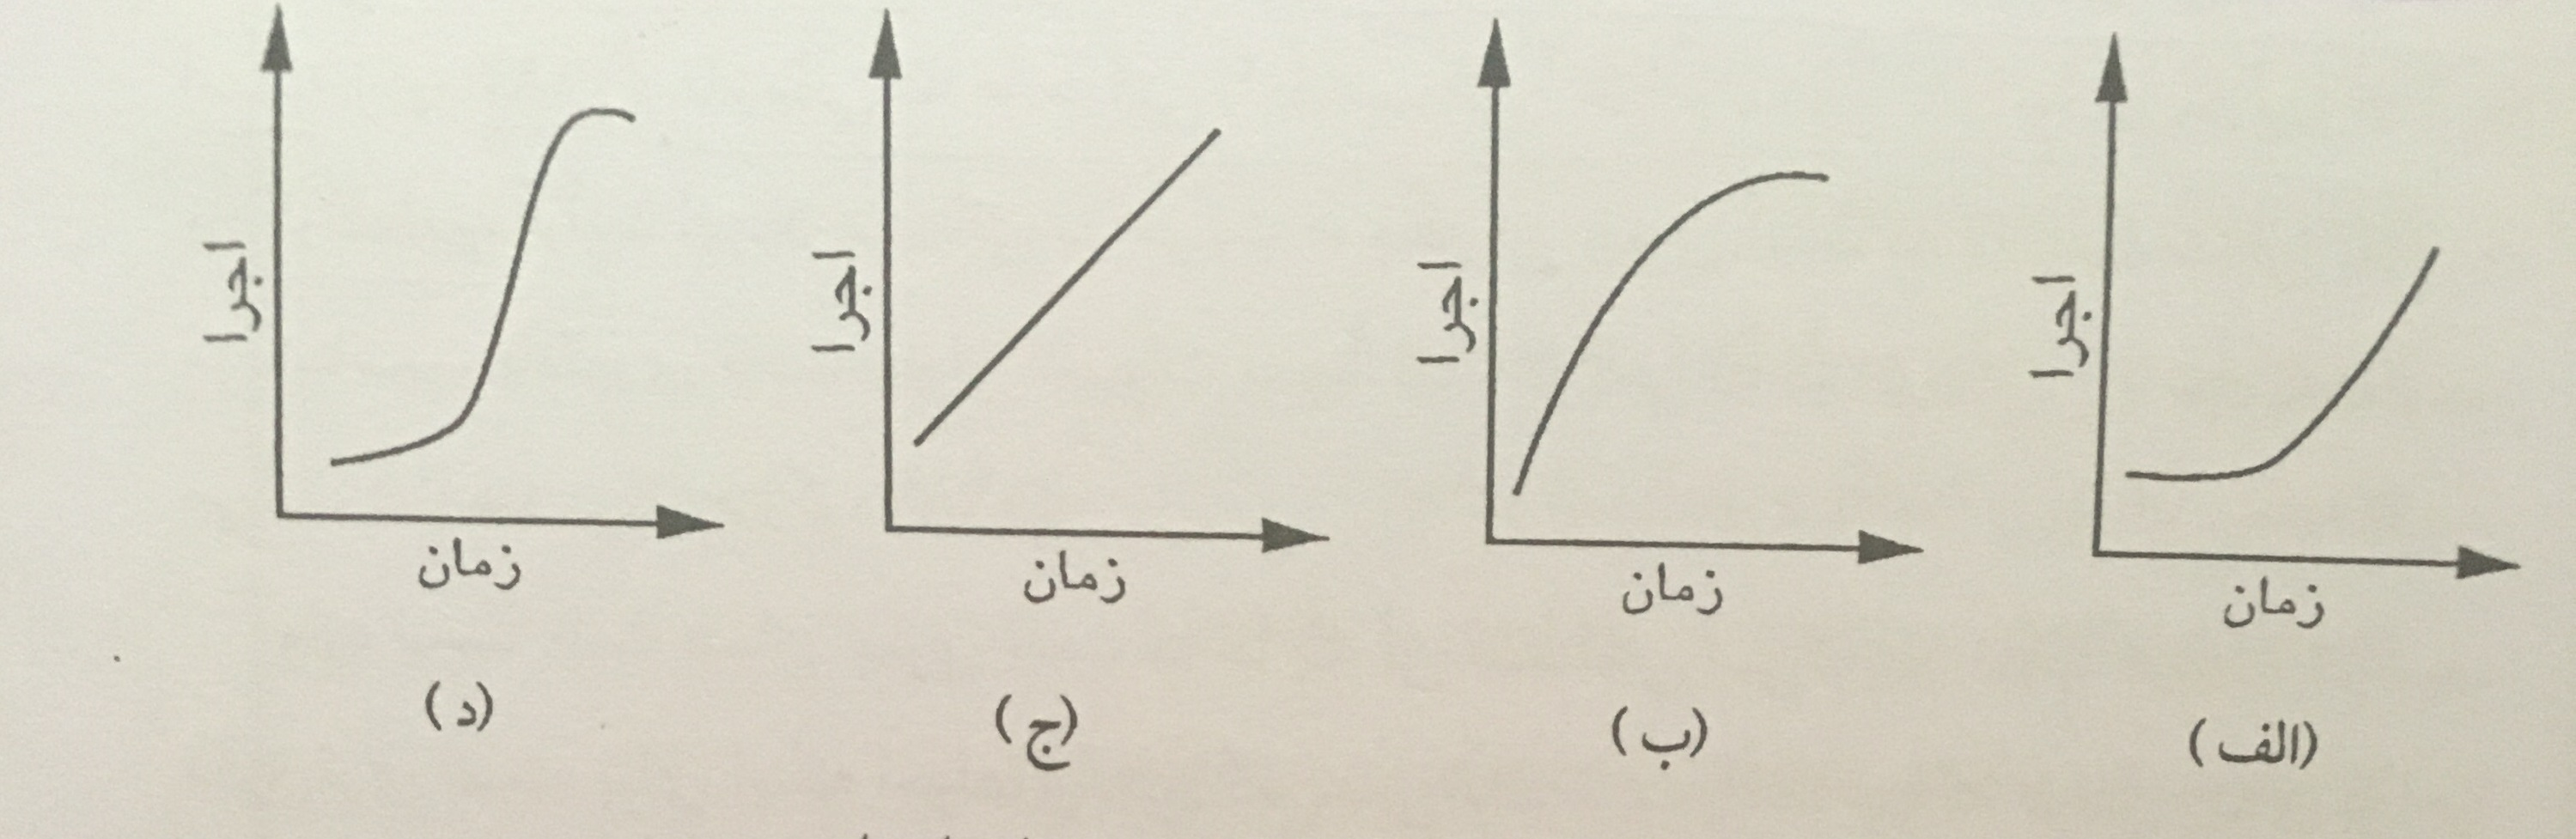 اجرا
زمان
(الف)
اجرا
زمان
(ب)
اجرا
زمان
(ج)
اجرا
زمان
(د)